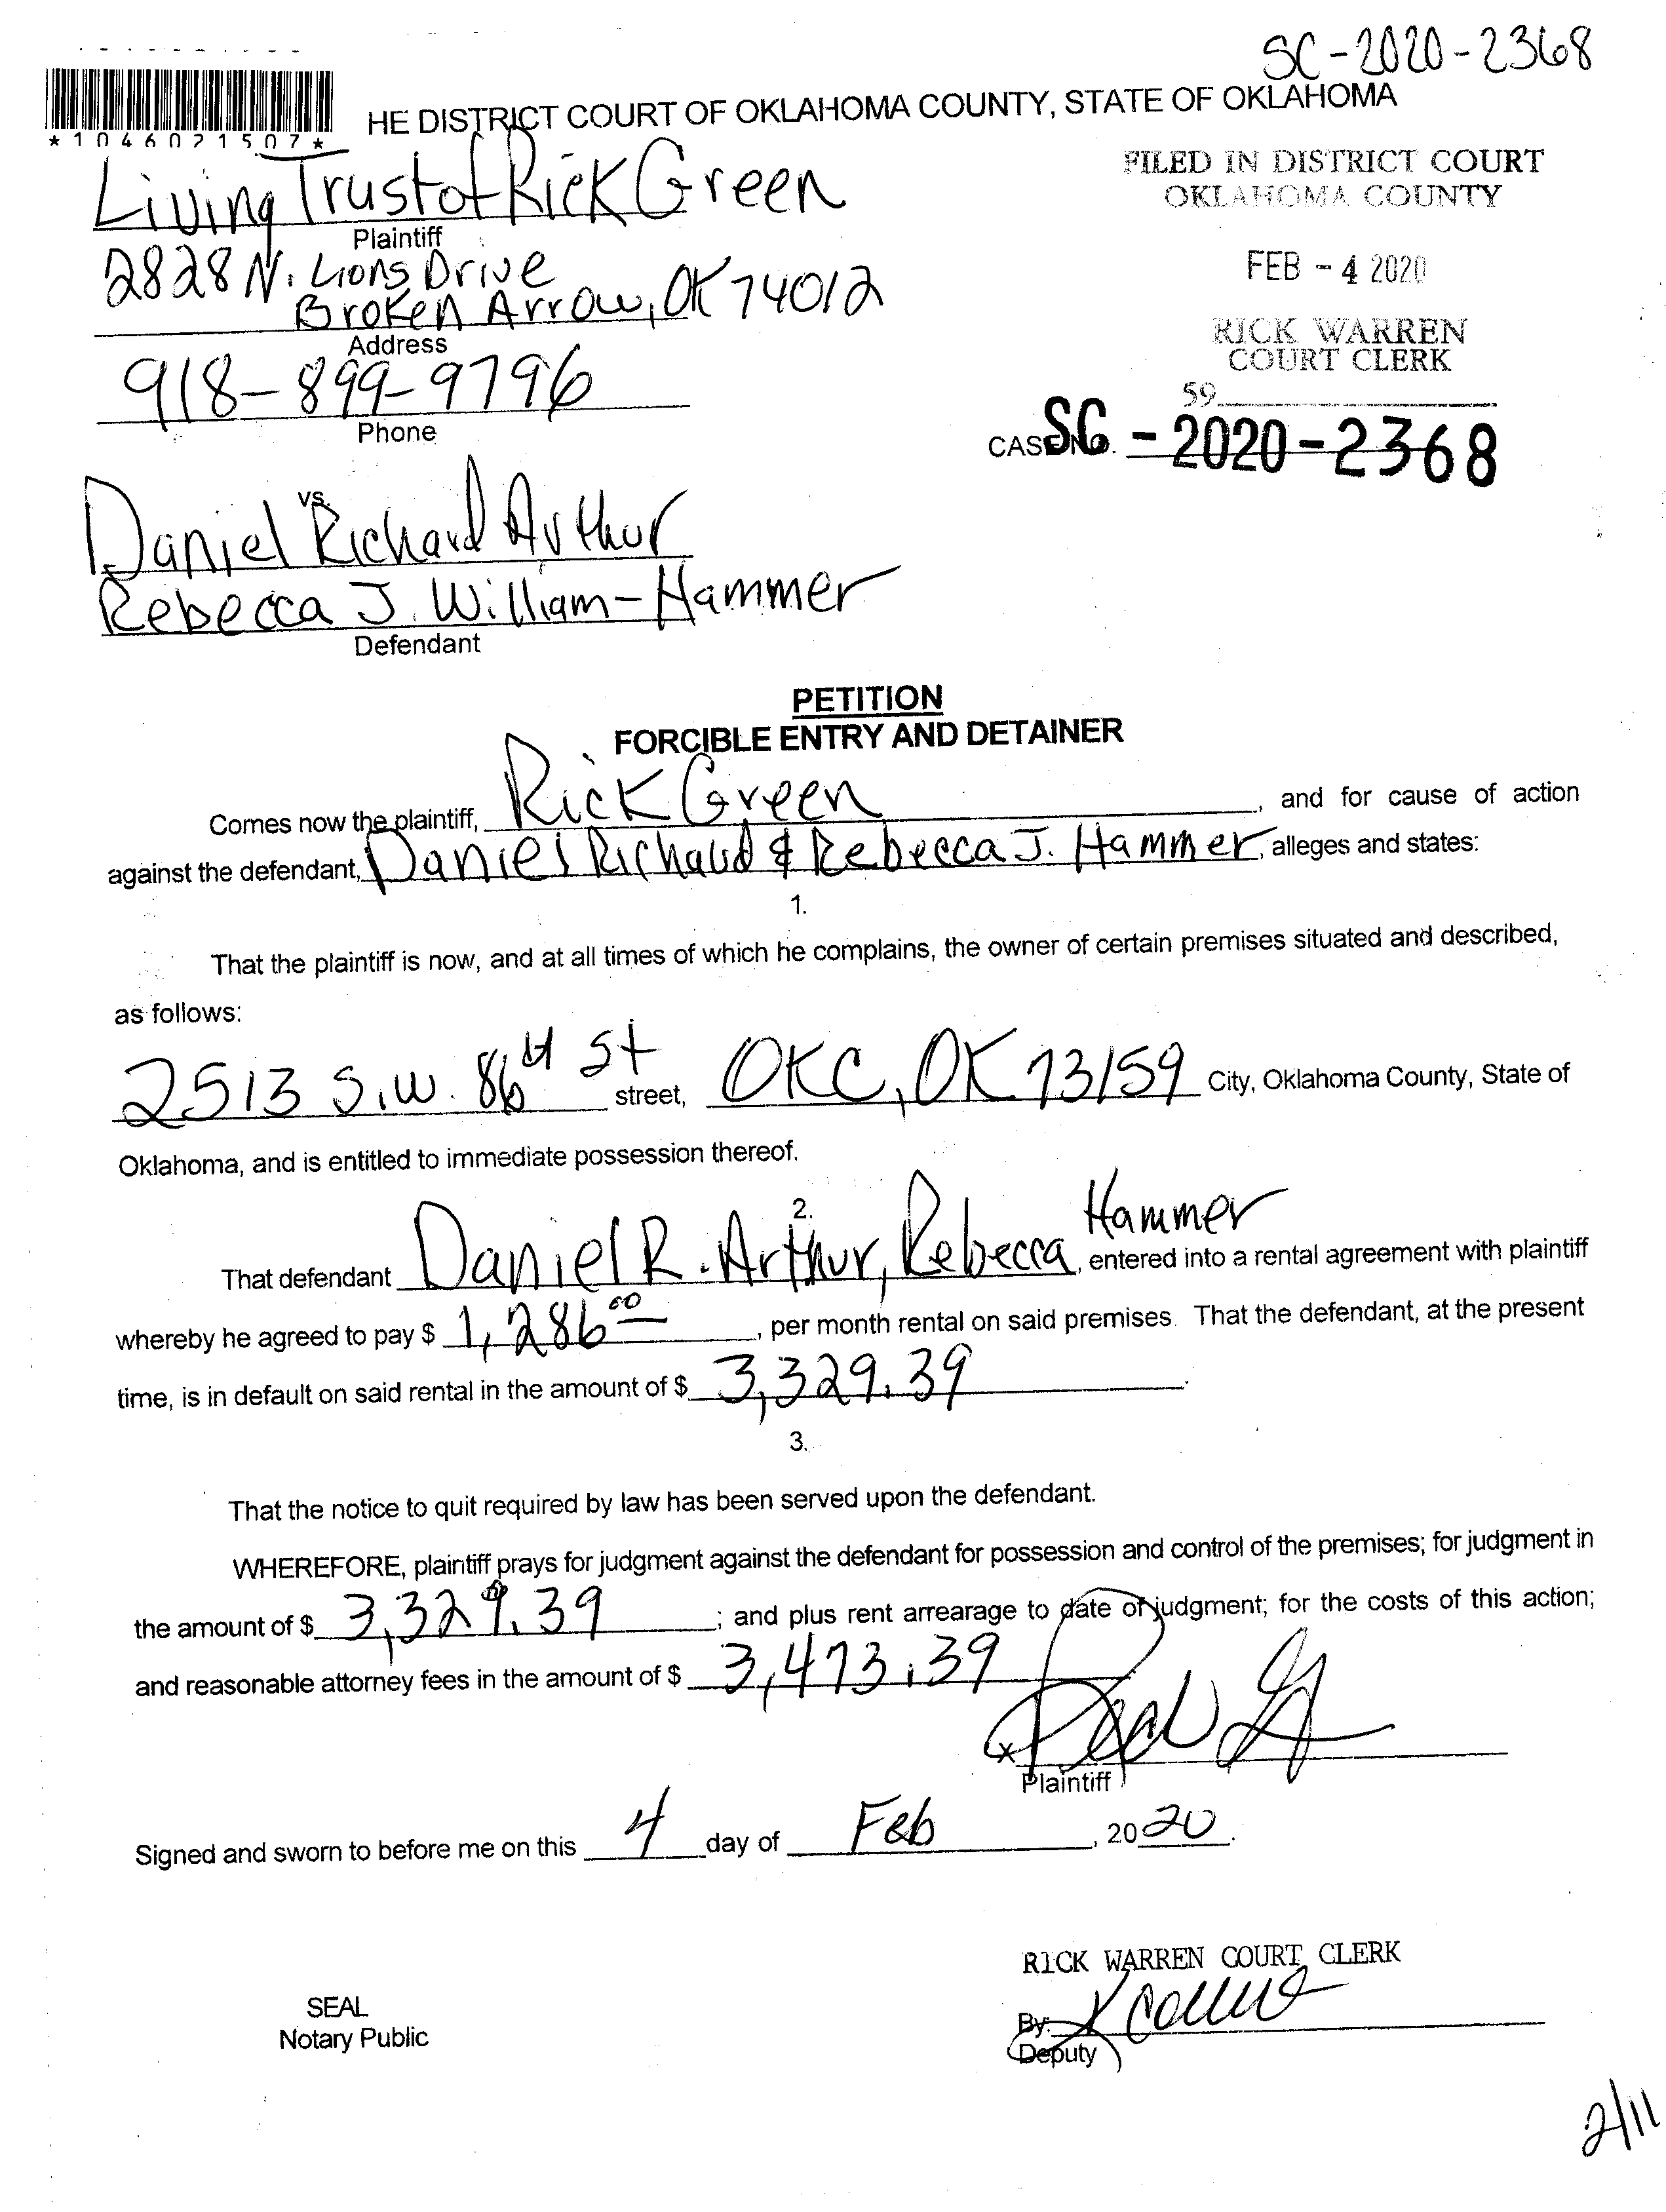 SC-2020-2368
*1046021507*
HE DISTRICT COURT OF OKLAHOMA COUNTY, STATE OF OKLAHOMA
FILED IN DISTRICT COURT
OKLAHOMA COUNTY
Living Trust of Rick Green
Plaintiff
2828 N. Lions Drive
Broken Arrow, OK 74012
Address
FEB - 4 2020
RICK WARREN
COURT CLERK
59
918-899-9796
Phone
CASE NO. SC - 2020-2368
vs.
Daniel Richard Arthur
Rebecca J. William-Hammer
Defendant
PETITION
FORCIBLE ENTRY AND DETAINER
Comes now the plaintiff, Rick Green, and for cause of action
against the defendant, Daniel Richard & Rebecca J. Hammer, alleges and states:
1.
That the plaintiff is now, and at all times of which he complains, the owner of certain premises situated and described,
as follows:
2513 S.W. 86th St street, OKC, OK 73159 City, Oklahoma County, State of
Oklahoma, and is entitled to immediate possession thereof.
2.
That defendant Daniel R. Arthur, Rebecca Hammer, entered into a rental agreement with plaintiff
whereby he agreed to pay $ 1,286 00, per month rental on said premises. That the defendant, at the present
time, is in default on said rental in the amount of $ 3,329.39.
3.
That the notice to quit required by law has been served upon the defendant.
WHEREFORE, plaintiff prays for judgment against the defendant for possession and control of the premises; for judgment in
the amount of $ 3,329.39; and plus rent arrearage to date of judgment; for the costs of this action;
and reasonable attorney fees in the amount of $ 3,473.39
x
Plaintiff
Signed and sworn to before me on this 4 day of Feb, 2020.
RICK WARREN COURT CLERK
SEAL
Notary Public
By:
Deputy
2/11